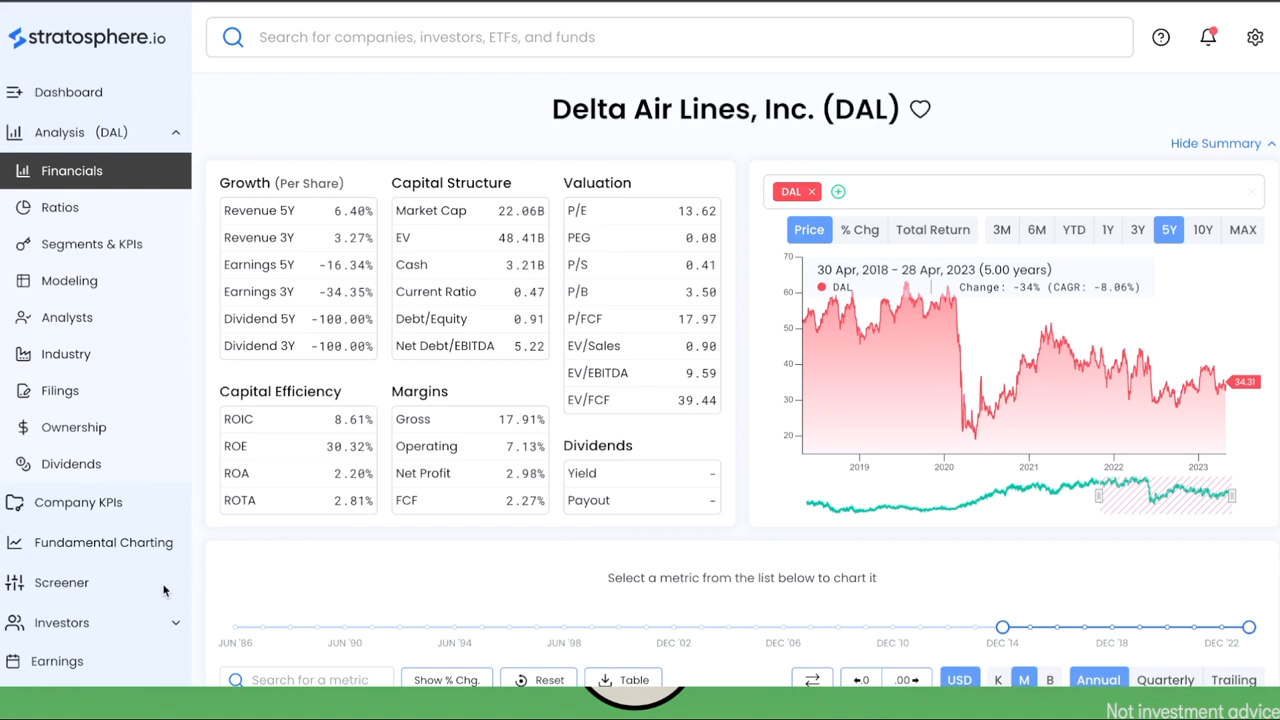 stratosphere.io
Search for companies, investors, ETFs, and funds
Dashboard
Analysis (DAL)
Financials
Ratios
Segments & KPIs
Modeling
Analysts
Industry
Filings
Ownership
Dividends
Company KPIs
Fundamental Charting
Screener
Investors
Earnings
Delta Air Lines, Inc. (DAL)
Hide Summary
Growth (Per Share)
Revenue 5Y 6.40%
Revenue 3Y 3.27%
Earnings 5Y -16.34%
Earnings 3Y -34.35%
Dividend 5Y -100.00%
Dividend 3Y -100.00%
Capital Efficiency
ROIC 8.61%
ROE 30.32%
ROA 2.20%
ROTA 2.81%
Capital Structure
Market Cap 22.06B
EV 48.41B
Cash 3.21B
Current Ratio 0.47
Debt/Equity 0.91
Net Debt/EBITDA 5.22
Margins
Gross 17.91%
Operating 7.13%
Net Profit 2.98%
FCF 2.27%
Valuation
P/E 13.62
PEG 0.08
P/S 0.41
P/B 3.50
P/FCF 17.97
EV/Sales 0.90
EV/EBITDA 9.59
EV/FCF 39.44
Dividends
Yield -
Payout -
DAL ×
Price % Chg Total Return 3M 6M YTD 1Y 3Y 5Y 10Y MAX
30 Apr, 2018 - 28 Apr, 2023 (5.00 years)
DAL Change: -34% (CAGR: -8.06%)
70
60
50
40
30
20
34.31
2019 2020 2021 2022 2023
Select a metric from the list below to chart it
JUN '86 JUN '90 JUN '94 JUN '98 DEC '02 DEC '06 DEC '10 DEC '14 DEC '18 DEC '22
Search for a metric Show % Chg. Reset Table .0 .00 USD K M B Annual Quarterly Trailing
Not investment advice